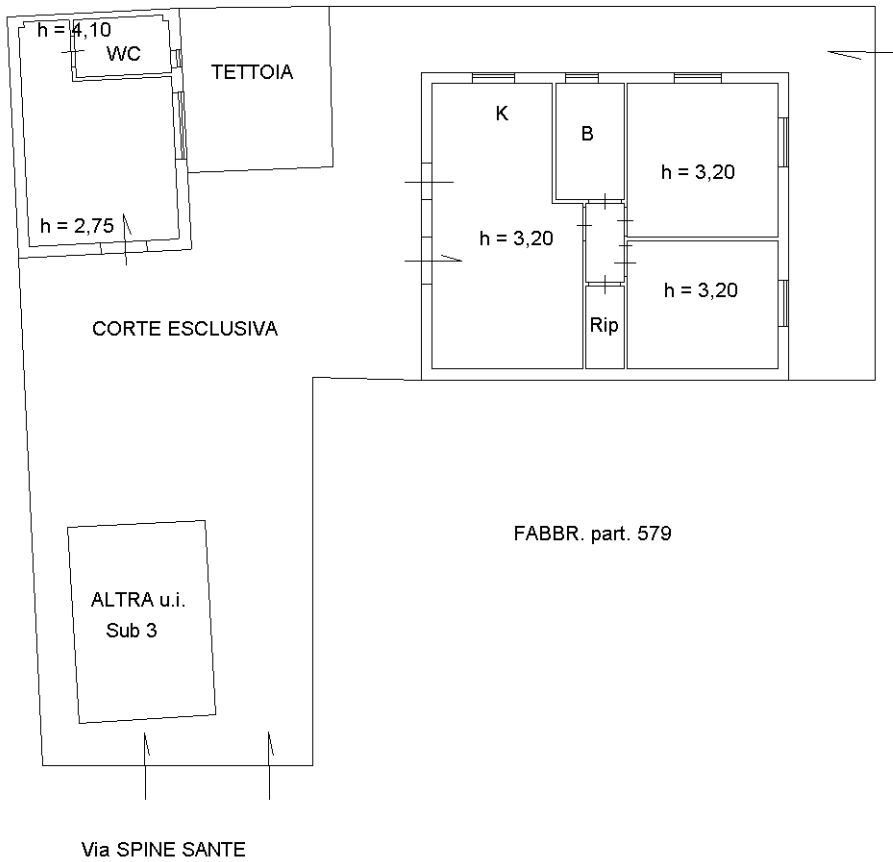 h = 4,10
WC
TETTOIA
K
B
h = 3,20
h = 2,75
h = 3,20
h = 3,20
CORTE ESCLUSIVA
Rip
FABBR. part. 579
ALTRA u.i.
Sub 3
Via SPINE SANTE